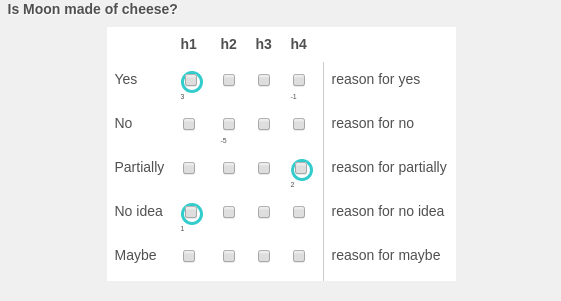 Is Moon made of cheese?
h1 h2 h3 h4
Yes reason for yes
3 -1
No reason for no
-5
Partially reason for partially
2
No idea reason for no idea
1
Maybe reason for maybe